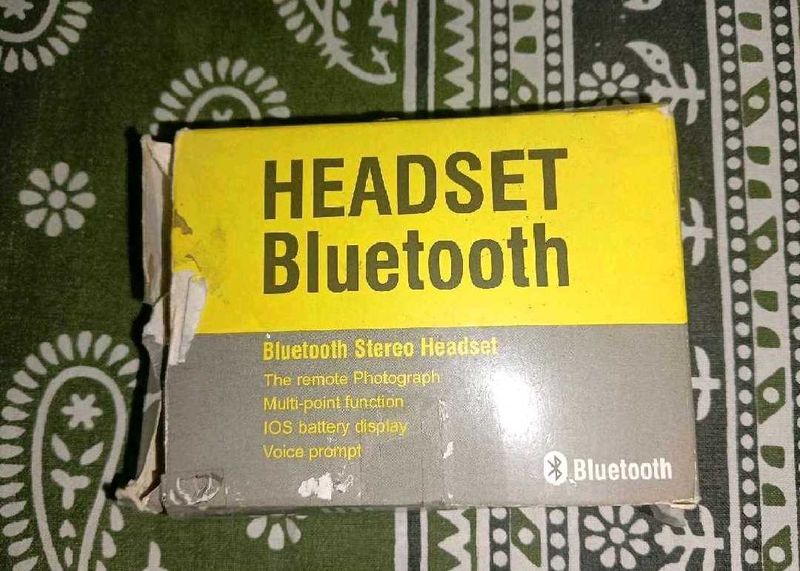 HEADSET
Bluetooth
Bluetooth Stereo Headset
The remote Photograph
Multi-point function
IOS battery display
Voice prompt
Bluetooth